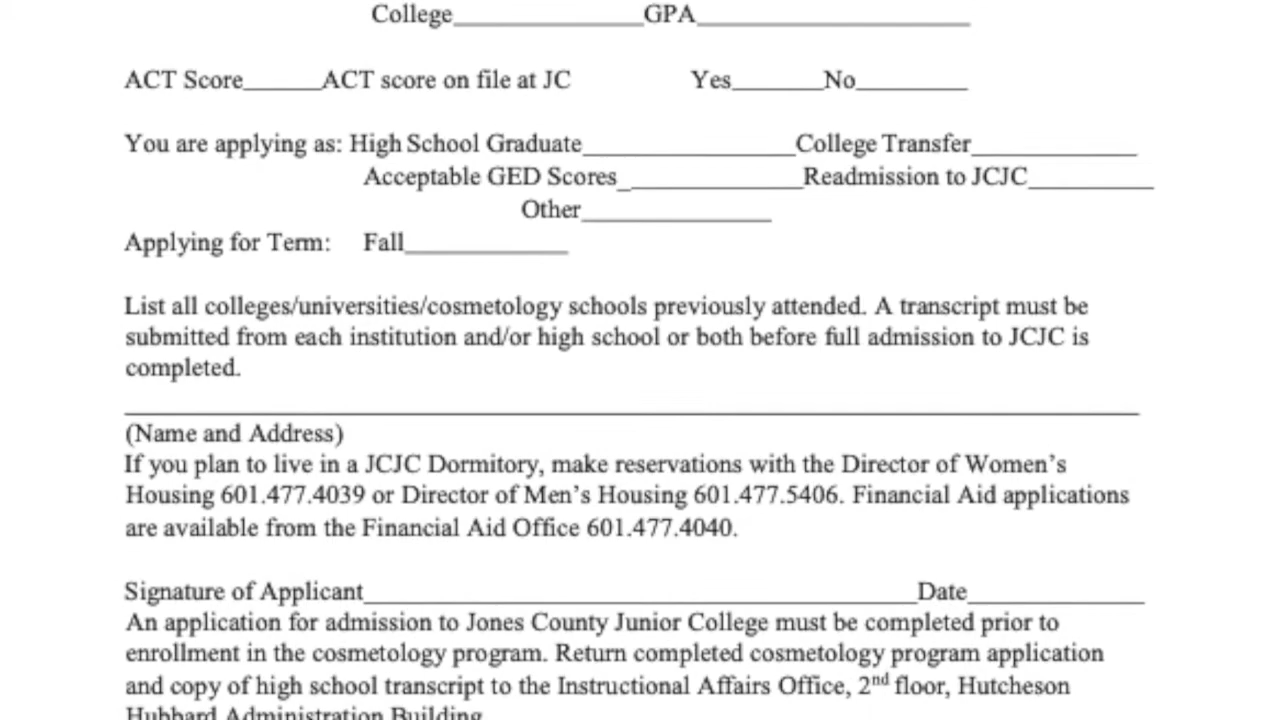 College_______________GPA______________________
ACT Score______ACT score on file at JC Yes_______No_________
You are applying as: High School Graduate_________________College Transfer_____________
Acceptable GED Scores_ ______________Readmission to JCJC__________
Other_______________
Applying for Term: Fall_____________
List all colleges/universities/cosmetology schools previously attended. A transcript must be
submitted from each institution and/or high school or both before full admission to JCJC is
completed.
(Name and Address)
If you plan to live in a JCJC Dormitory, make reservations with the Director of Women's
Housing 601.477.4039 or Director of Men's Housing 601.477.5406. Financial Aid applications
are available from the Financial Aid Office 601.477.4040.
Signature of Applicant____________________________________________Date______________
An application for admission to Jones County Junior College must be completed prior to
enrollment in the cosmetology program. Return completed cosmetology program application
and copy of high school transcript to the Instructional Affairs Office, 2nd floor, Hutcheson
Hubbard Administration Building